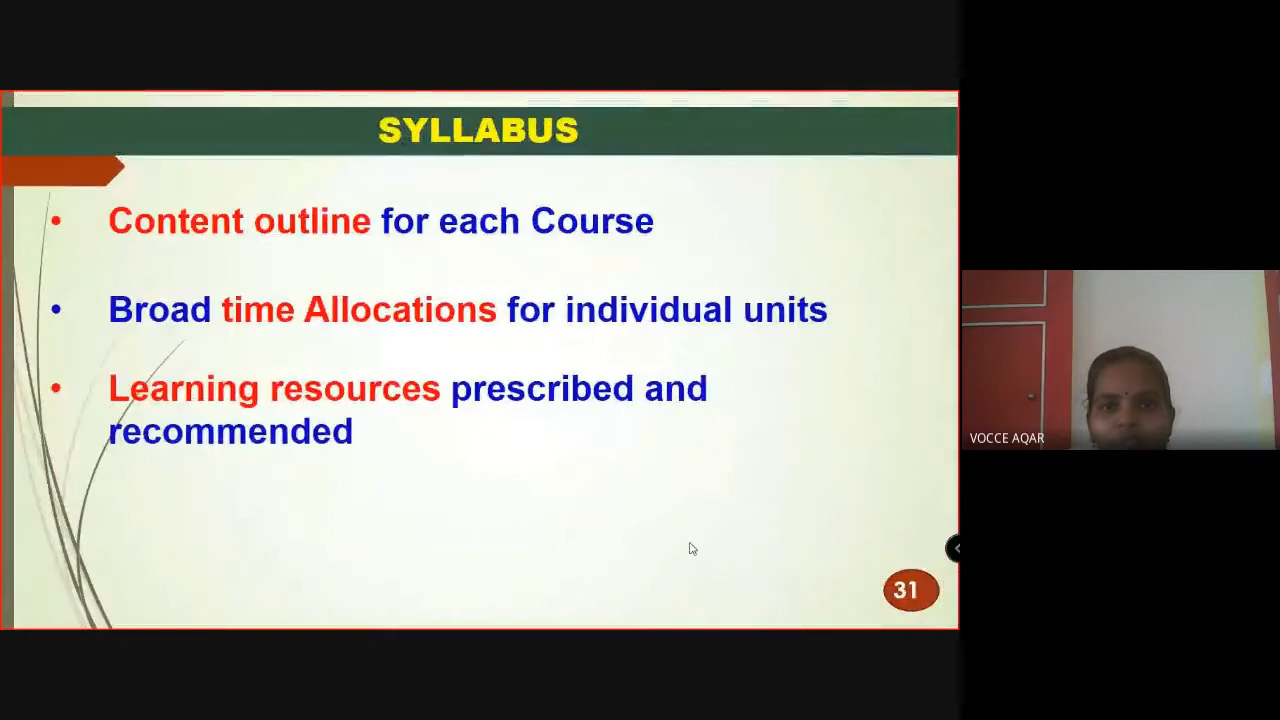 SYLLABUS
• Content outline for each Course
• Broad time Allocations for individual units
• Learning resources prescribed and
recommended
31
VOCCE AQAR